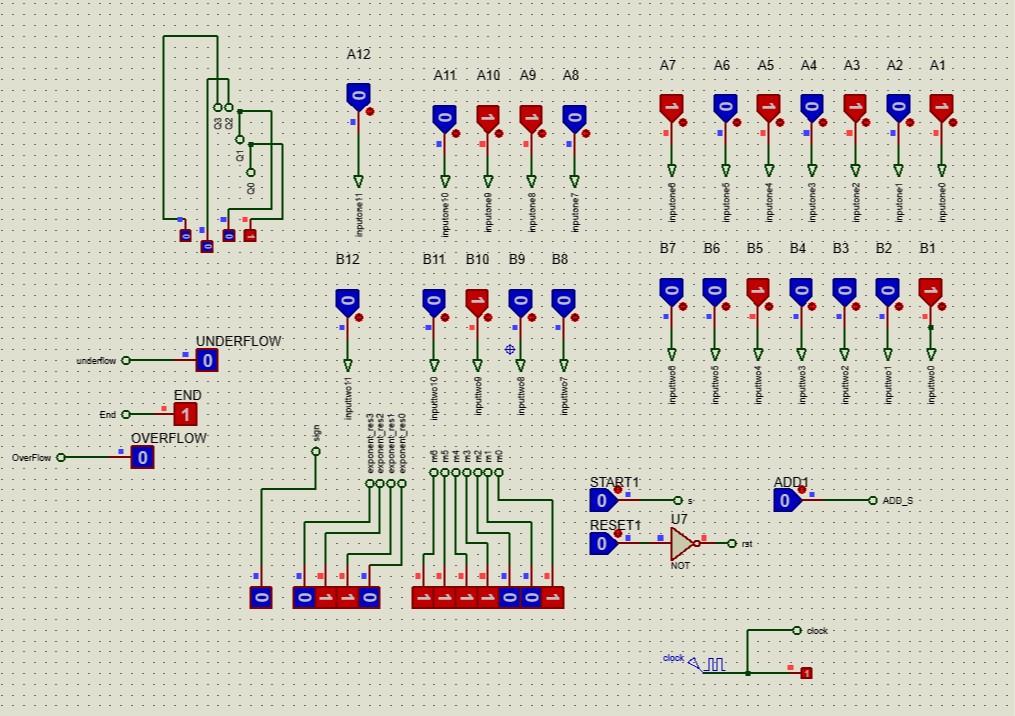 A12
A11 A10 A9 A8
A7 A6 A5 A4 A3 A2 A1
0
0 1 1 0
1 0 1 0 1 0 1
Q3 Q2
Q1
Q0
inputone11
inputone10 inputone9 inputone8 inputone7
inputone6 inputone5 inputone4 inputone3 inputone2 inputone1 inputone0
0 0 0 1
B12 B11 B10 B9 B8
B7 B6 B5 B4 B3 B2 B1
0 0 1 0 0
0 0 1 0 0 0 1
inputtwo11 inputtwo10 inputtwo9 inputtwo8 inputtwo7
inputtwo6 inputtwo5 inputtwo4 inputtwo3 inputtwo2 inputtwo1 inputtwo0
UNDERFLOW
underflow 0
END
End 1
OVERFLOW
OverFlow 0
sign
exponent_res3 exponent_res2 exponent_res1 exponent_res0
m6 m5 m4 m3 m2 m1 m0
START1
0 s
ADD1
0 ADD_S
RESET1
0
U7
rst
NOT
0
0 1 1 0
1 1 1 1 0 0 1
clock
clock
1